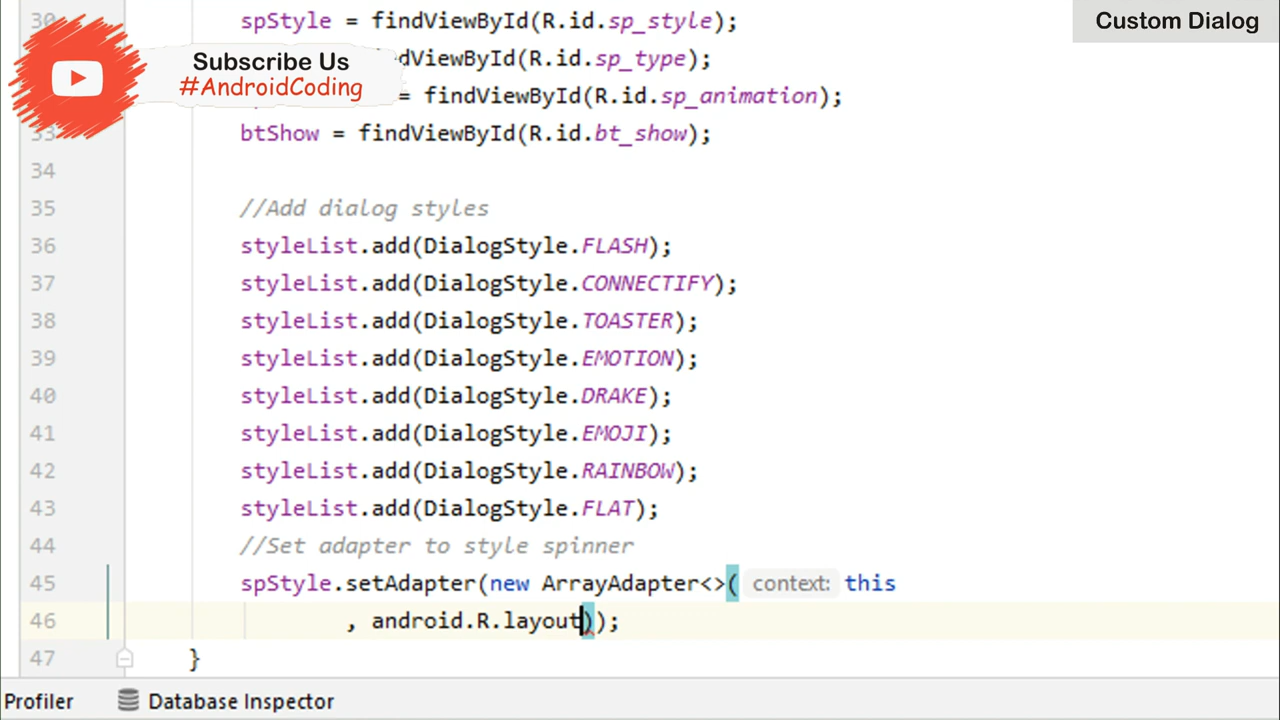 Custom Dialog
Subscribe Us
#AndroidCoding
30 spStyle = findViewById(R.id.sp_style);
findViewById(R.id.sp_type);
= findViewById(R.id.sp_animation);
33 btShow = findViewById(R.id.bt_show);
34
35 //Add dialog styles
36 styleList.add(DialogStyle.FLASH);
37 styleList.add(DialogStyle.CONNECTIFY);
38 styleList.add(DialogStyle.TOASTER);
39 styleList.add(DialogStyle.EMOTION);
40 styleList.add(DialogStyle.DRAKE);
41 styleList.add(DialogStyle.EMOJI);
42 styleList.add(DialogStyle.RAINBOW);
43 styleList.add(DialogStyle.FLAT);
44 //Set adapter to style spinner
45 spStyle.setAdapter(new ArrayAdapter<>( context: this
46 , android.R.layout));
47 }
Profiler Database Inspector